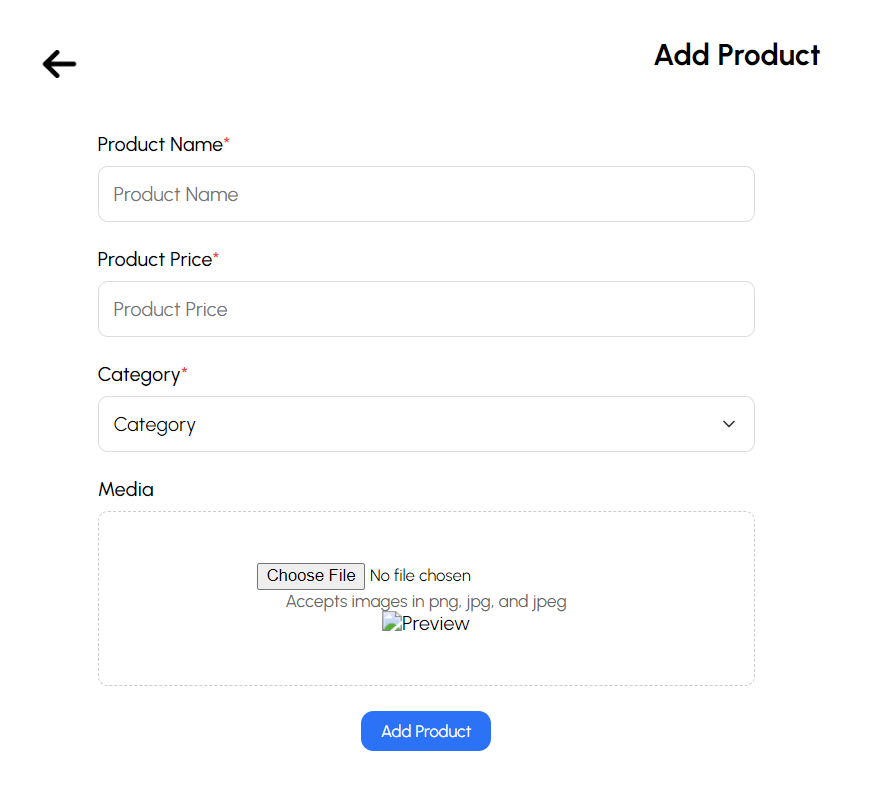 Add Product
Product Name*
Product Name
Product Price*
Product Price
Category*
Category
Media
Choose File No file chosen
Accepts images in png, jpg, and jpeg
Preview
Add Product